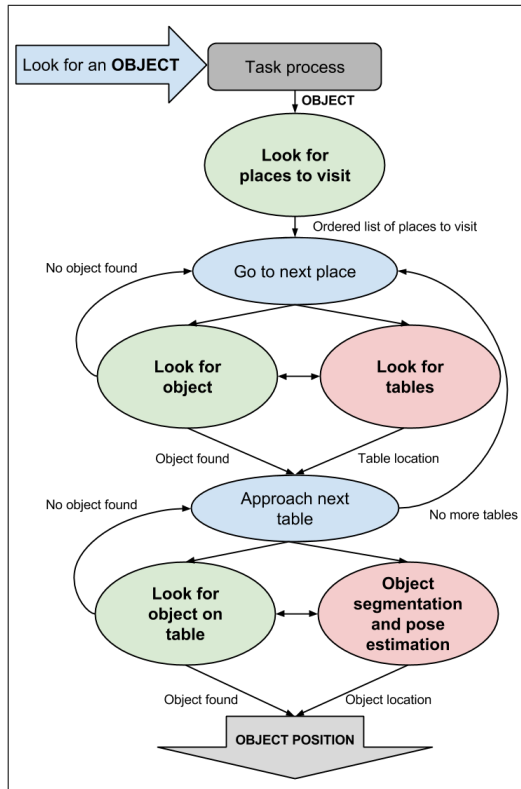 Look for an OBJECT
Task process
OBJECT
Look for
places to visit
Ordered list of places to visit
No object found
Go to next place
Look for
object
Look for
tables
Object found
Table location
No object found
Approach next
table
No more tables
Look for
object on
table
Object
segmentation
and pose
estimation
Object found
Object location
OBJECT POSITION